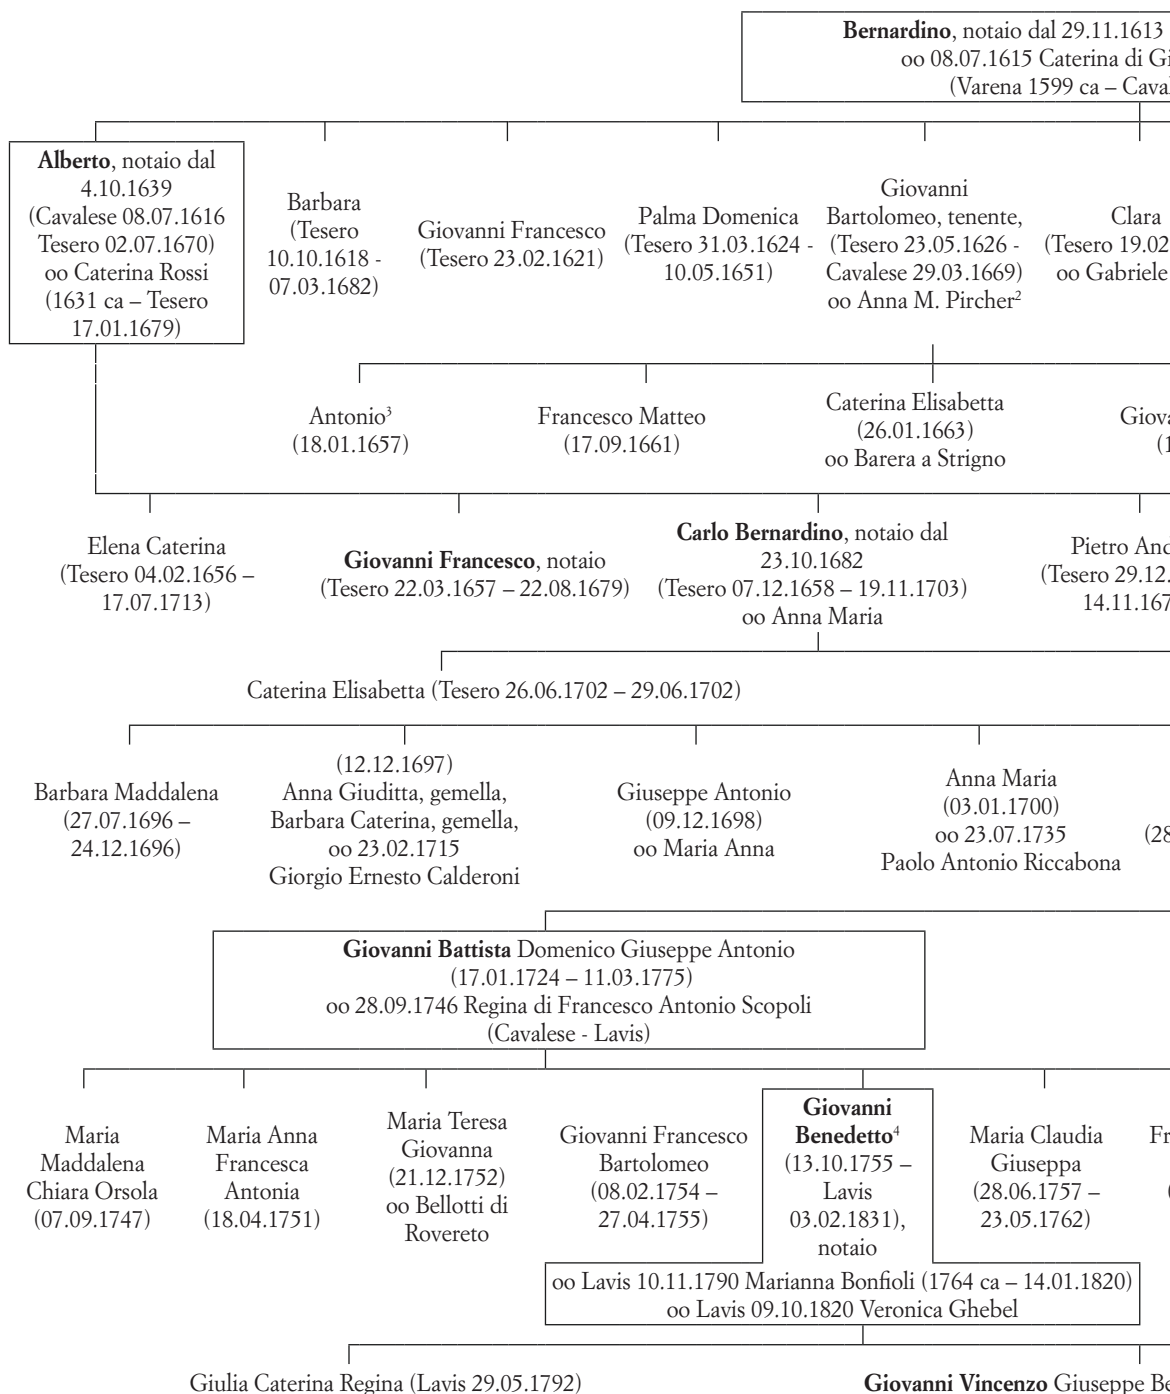 Bernardino, notaio dal 29.11.1613
oo 08.07.1615 Caterina di
(Varena 1599 ca –
Alberto, notaio dal
4.10.1639
(Cavalese 08.07.1616
Tesero 02.07.1670)
oo Caterina Rossi
(1631 ca – Tesero
17.01.1679)
Barbara
(Tesero
10.10.1618 -
07.03.1682)
Giovanni Francesco
(Tesero 23.02.1621)
Palma Domenica
(Tesero 31.03.1624 -
10.05.1651)
Giovanni
Bartolomeo, tenente,
(Tesero 23.05.1626 -
Cavalese 29.03.1669)
oo Anna M. Pircher²
Clara
(Tesero 19.02
oo Gabriele
Antonio³
(18.01.1657)
Francesco Matteo
(17.09.1661)
Caterina Elisabetta
(26.01.1663)
oo Barera a Strigno
Giova
(1
Elena Caterina
(Tesero 04.02.1656 –
17.07.1713)
Giovanni Francesco, notaio
(Tesero 22.03.1657 – 22.08.1679)
Carlo Bernardino, notaio dal
23.10.1682
(Tesero 07.12.1658 – 19.11.1703)
oo Anna Maria
Pietro And
(Tesero 29.12.
14.11.167
Caterina Elisabetta (Tesero 26.06.1702 – 29.06.1702)
Barbara Maddalena
(27.07.1696 –
24.12.1696)
(12.12.1697)
Anna Giuditta, gemella,
Barbara Caterina, gemella,
oo 23.02.1715
Giorgio Ernesto Calderoni
Giuseppe Antonio
(09.12.1698)
oo Maria Anna
Anna Maria
(03.01.1700)
oo 23.07.1735
Paolo Antonio Riccabona
(28
Giovanni Battista Domenico Giuseppe Antonio
(17.01.1724 – 11.03.1775)
oo 28.09.1746 Regina di Francesco Antonio Scopoli
(Cavalese - Lavis)
Maria
Maddalena
Chiara Orsola
(07.09.1747)
Maria Anna
Francesca
Antonia
(18.04.1751)
Maria Teresa
Giovanna
(21.12.1752)
oo Bellotti di
Rovereto
Giovanni Francesco
Bartolomeo
(08.02.1754 –
27.04.1755)
Giovanni
Benedetto⁴
(13.10.1755 –
Lavis
03.02.1831),
notaio
Maria Claudia
Giuseppa
(28.06.1757 –
23.05.1762)
Fr
(
oo Lavis 10.11.1790 Marianna Bonfioli (1764 ca – 14.01.1820)
oo Lavis 09.10.1820 Veronica Ghebel
Giulia Caterina Regina (Lavis 29.05.1792)
Giovanni Vincenzo Giuseppe Be